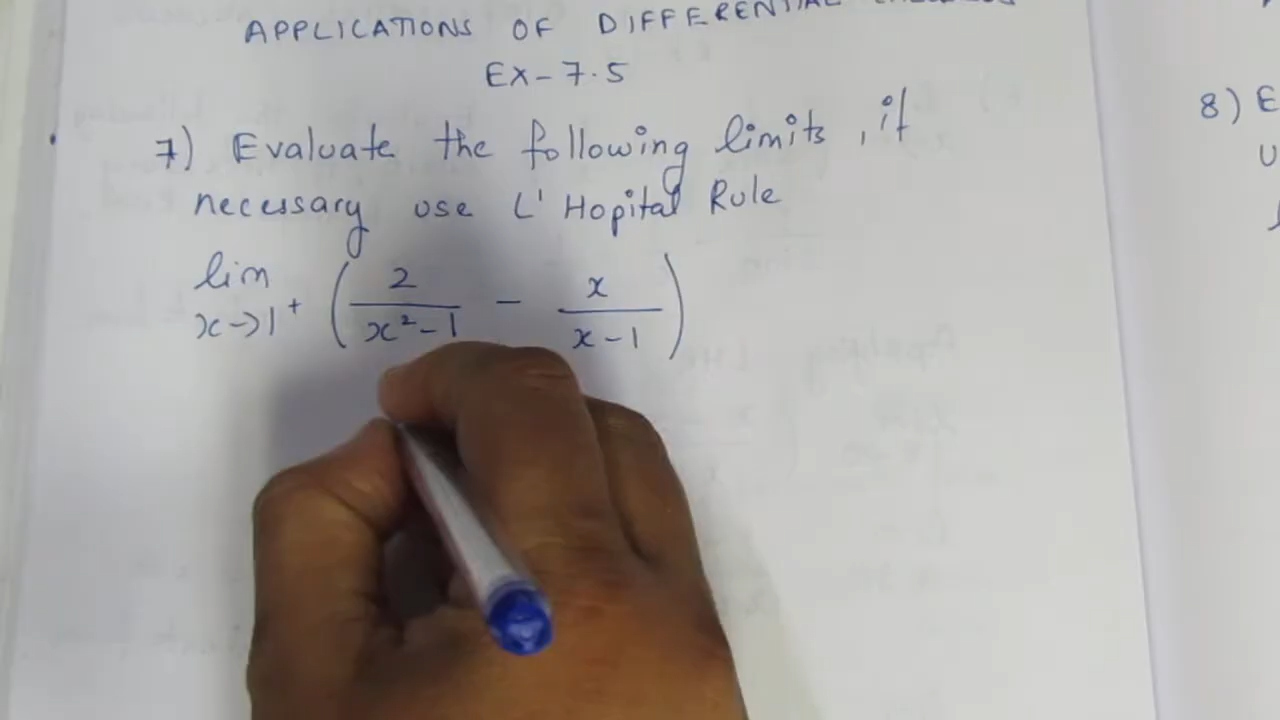 APPLICATIONS OF DIFFERENTIAL
EX-7.5
7) Evaluate the following limits, if
necessary use L' Hopital Rule
lim x→1⁺ ( 2/(x²-1) - x/(x-1) )
8) E